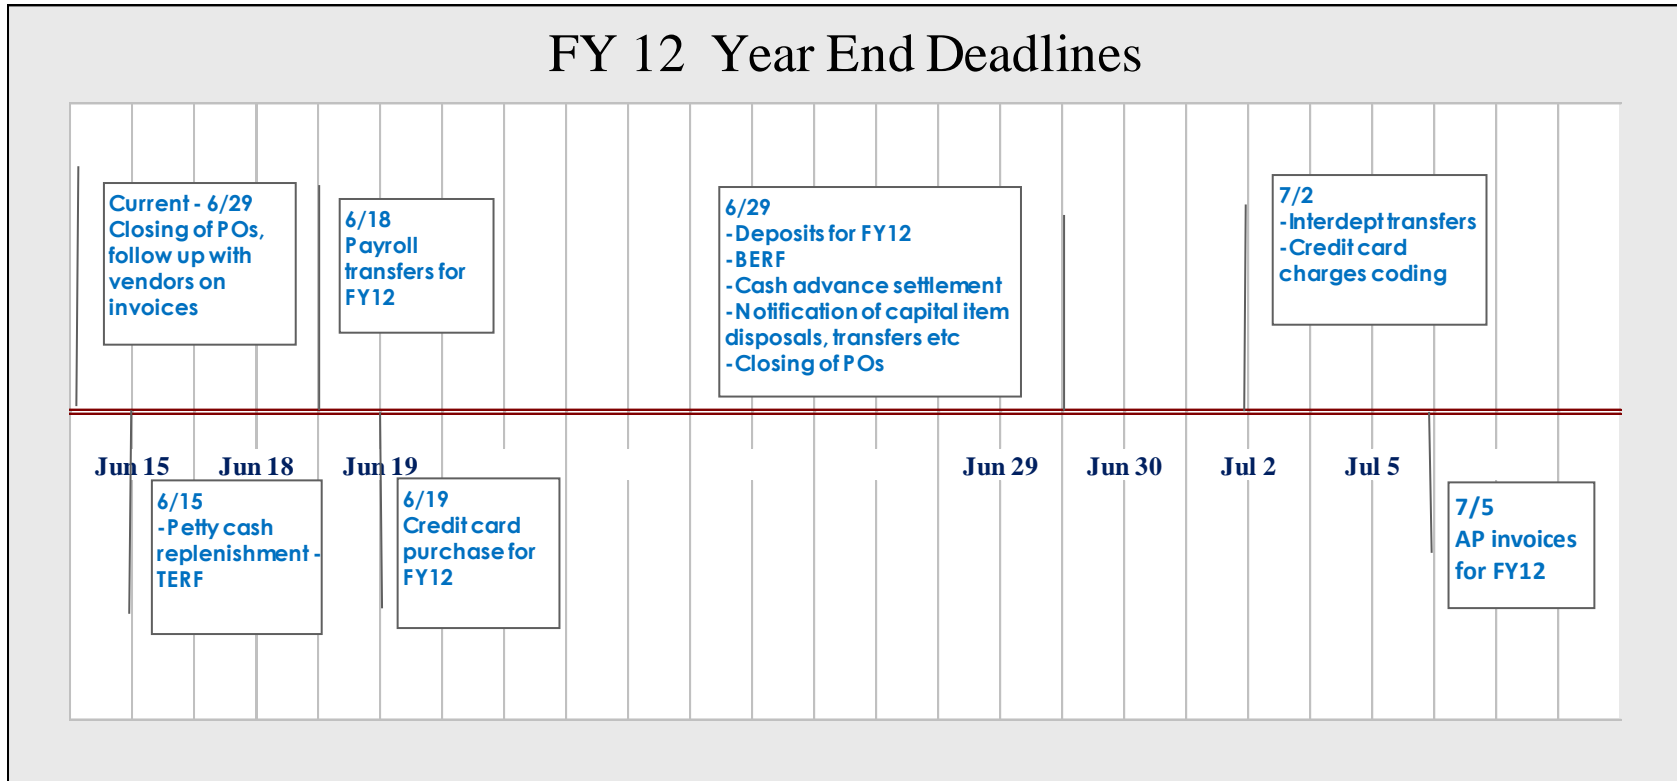 FY 12 Year End Deadlines
Current - 6/29
Closing of POs,
follow up with
vendors on
invoices
6/18
Payroll
transfers for
FY12
6/29
-Deposits for FY12
-BERF
-Cash advance settlement
-Notification of capital item
disposals, transfers etc
-Closing of POs
7/2
-Interdept transfers
-Credit card
charges coding
Jun 15 Jun 18 Jun 19 Jun 29 Jun 30 Jul 2 Jul 5
6/15
-Petty cash
replenishment -
TERF
6/19
Credit card
purchase for
FY12
7/5
AP invoices
for FY12